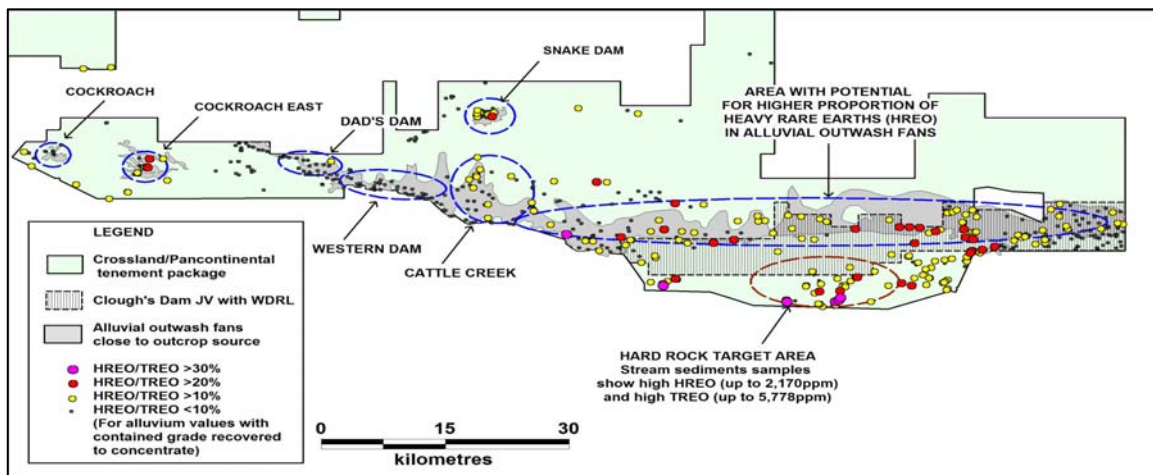 SNAKE DAM
COCKROACH
COCKROACH EAST
DAD'S DAM
AREA WITH POTENTIAL
FOR HIGHER PROPORTION OF
HEAVY RARE EARTHS (HREO)
IN ALLUVIAL OUTWASH FANS
WESTERN DAM
CATTLE CREEK
LEGEND
Crossland/Pancontinental
tenement package
Clough's Dam JV with WDRL
Alluvial outwash fans
close to outcrop source
HREO/TREO >30%
HREO/TREO >20%
HREO/TREO >10%
HREO/TREO <10%
(For alluvium values with
contained grade recovered
to concentrate)
HARD ROCK TARGET AREA
Stream sediments samples
show high HREO (up to 2,170ppm)
and high TREO (up to 5,778ppm)
0 15 30
kilometres